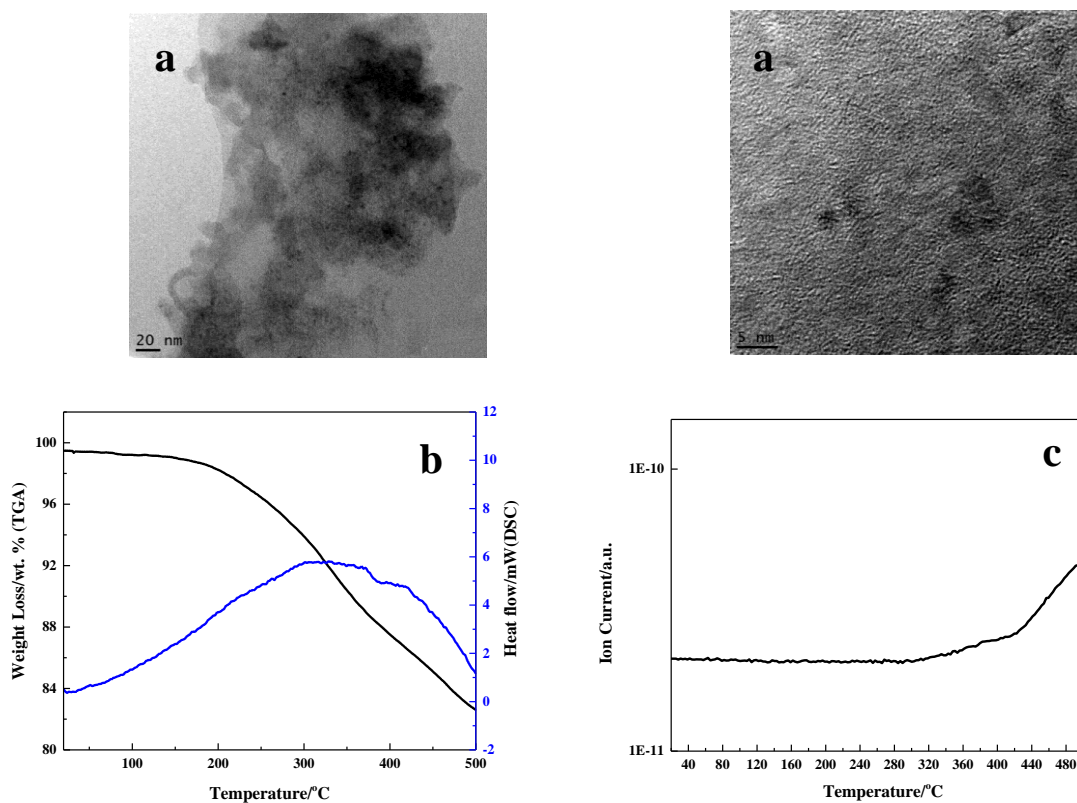 a
20 nm
a
5 nm
b
Weight Loss/wt. % (TGA)
100
96
92
88
84
80
Heat flow/mW(DSC)
12
10
8
6
4
2
0
-2
100
200
300
400
500
Temperature/°C
c
Ion Current/a.u.
1E-10
1E-11
40
80
120
160
200
240
280
320
360
400
440
480
Temperature/°C